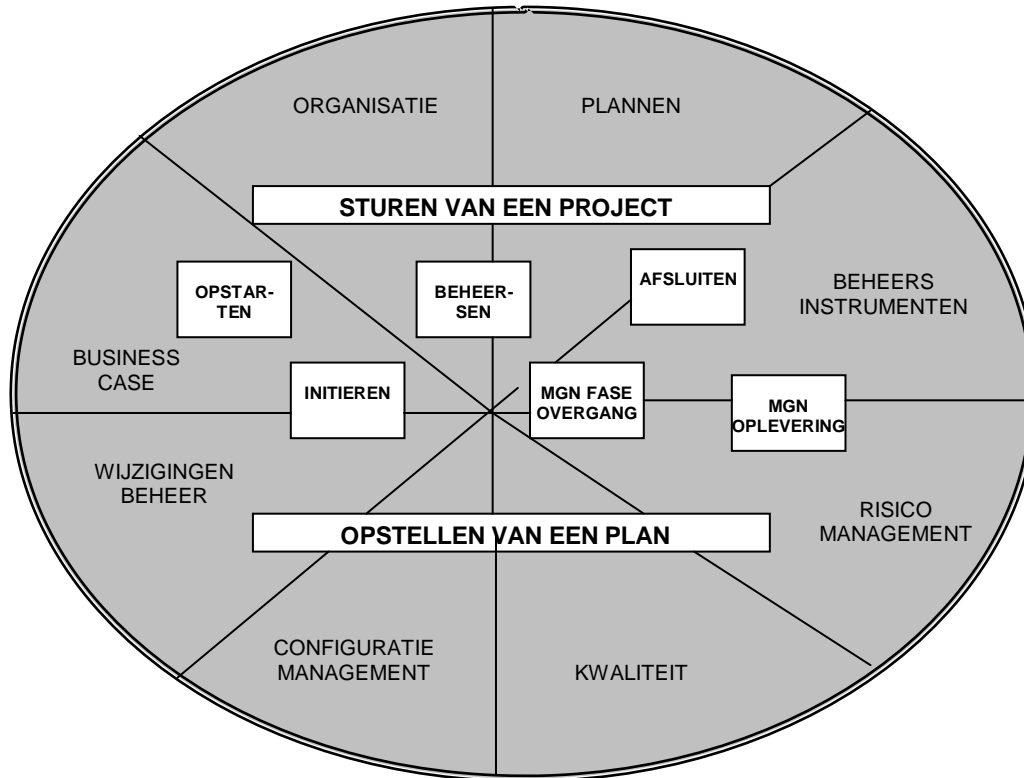 ORGANISATIE
PLANNEN
STUREN VAN EEN PROJECT
OPSTAR-
TEN
BEHEER-
SEN
AFSLUITEN
BEHEERS
INSTRUMENTEN
BUSINESS
CASE
INITIEREN
MGN FASE
OVERGANG
MGN
OPLEVERING
WIJZIGINGEN
BEHEER
RISICO
MANAGEMENT
OPSTELLEN VAN EEN PLAN
CONFIGURATIE
MANAGEMENT
KWALITEIT